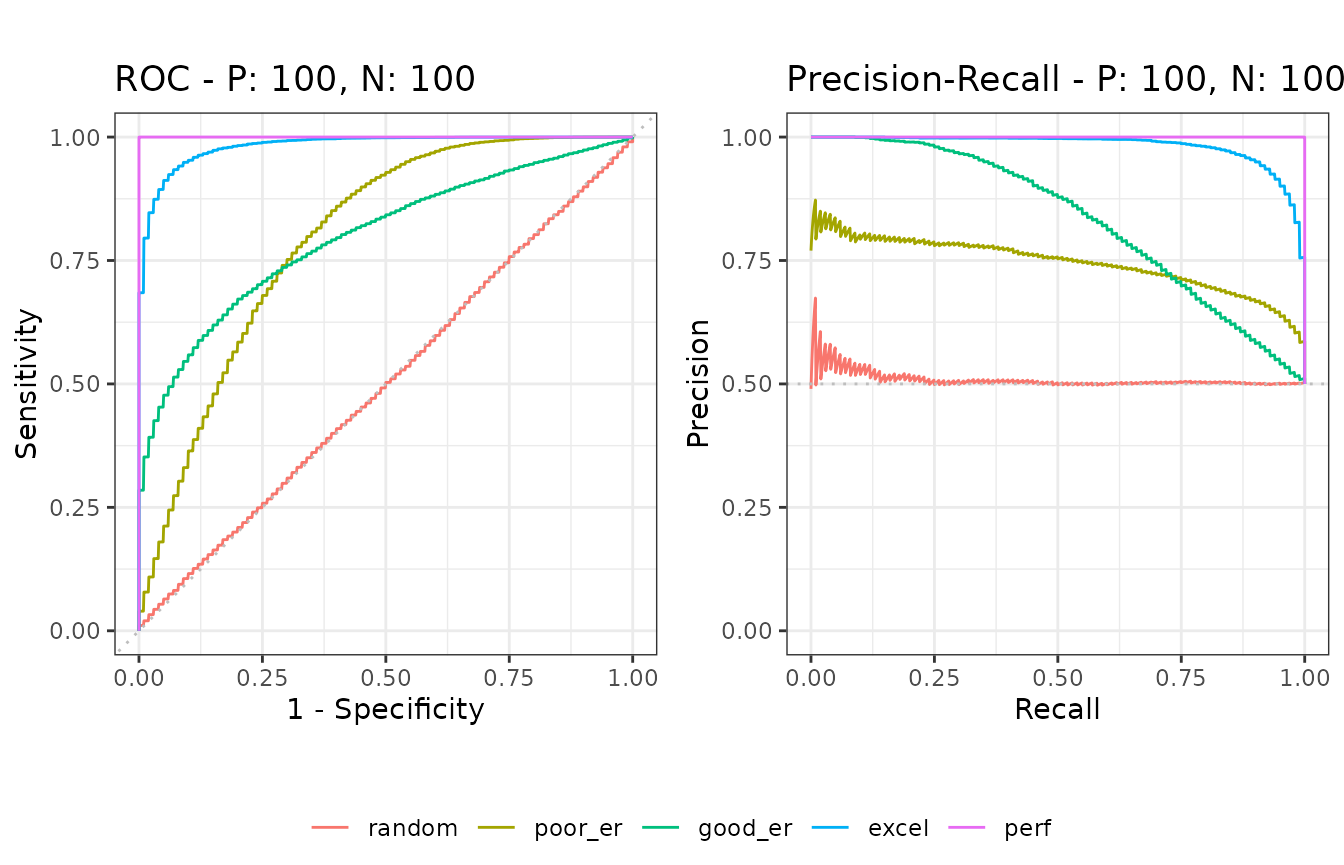 ROC - P: 100, N: 100
Sensitivity
1.00
0.75
0.50
0.25
0.00
0.00 0.25 0.50 0.75 1.00
1 - Specificity
Precision-Recall - P: 100, N: 100
Precision
1.00
0.75
0.50
0.25
0.00
0.00 0.25 0.50 0.75 1.00
Recall
random poor_er good_er excel perf